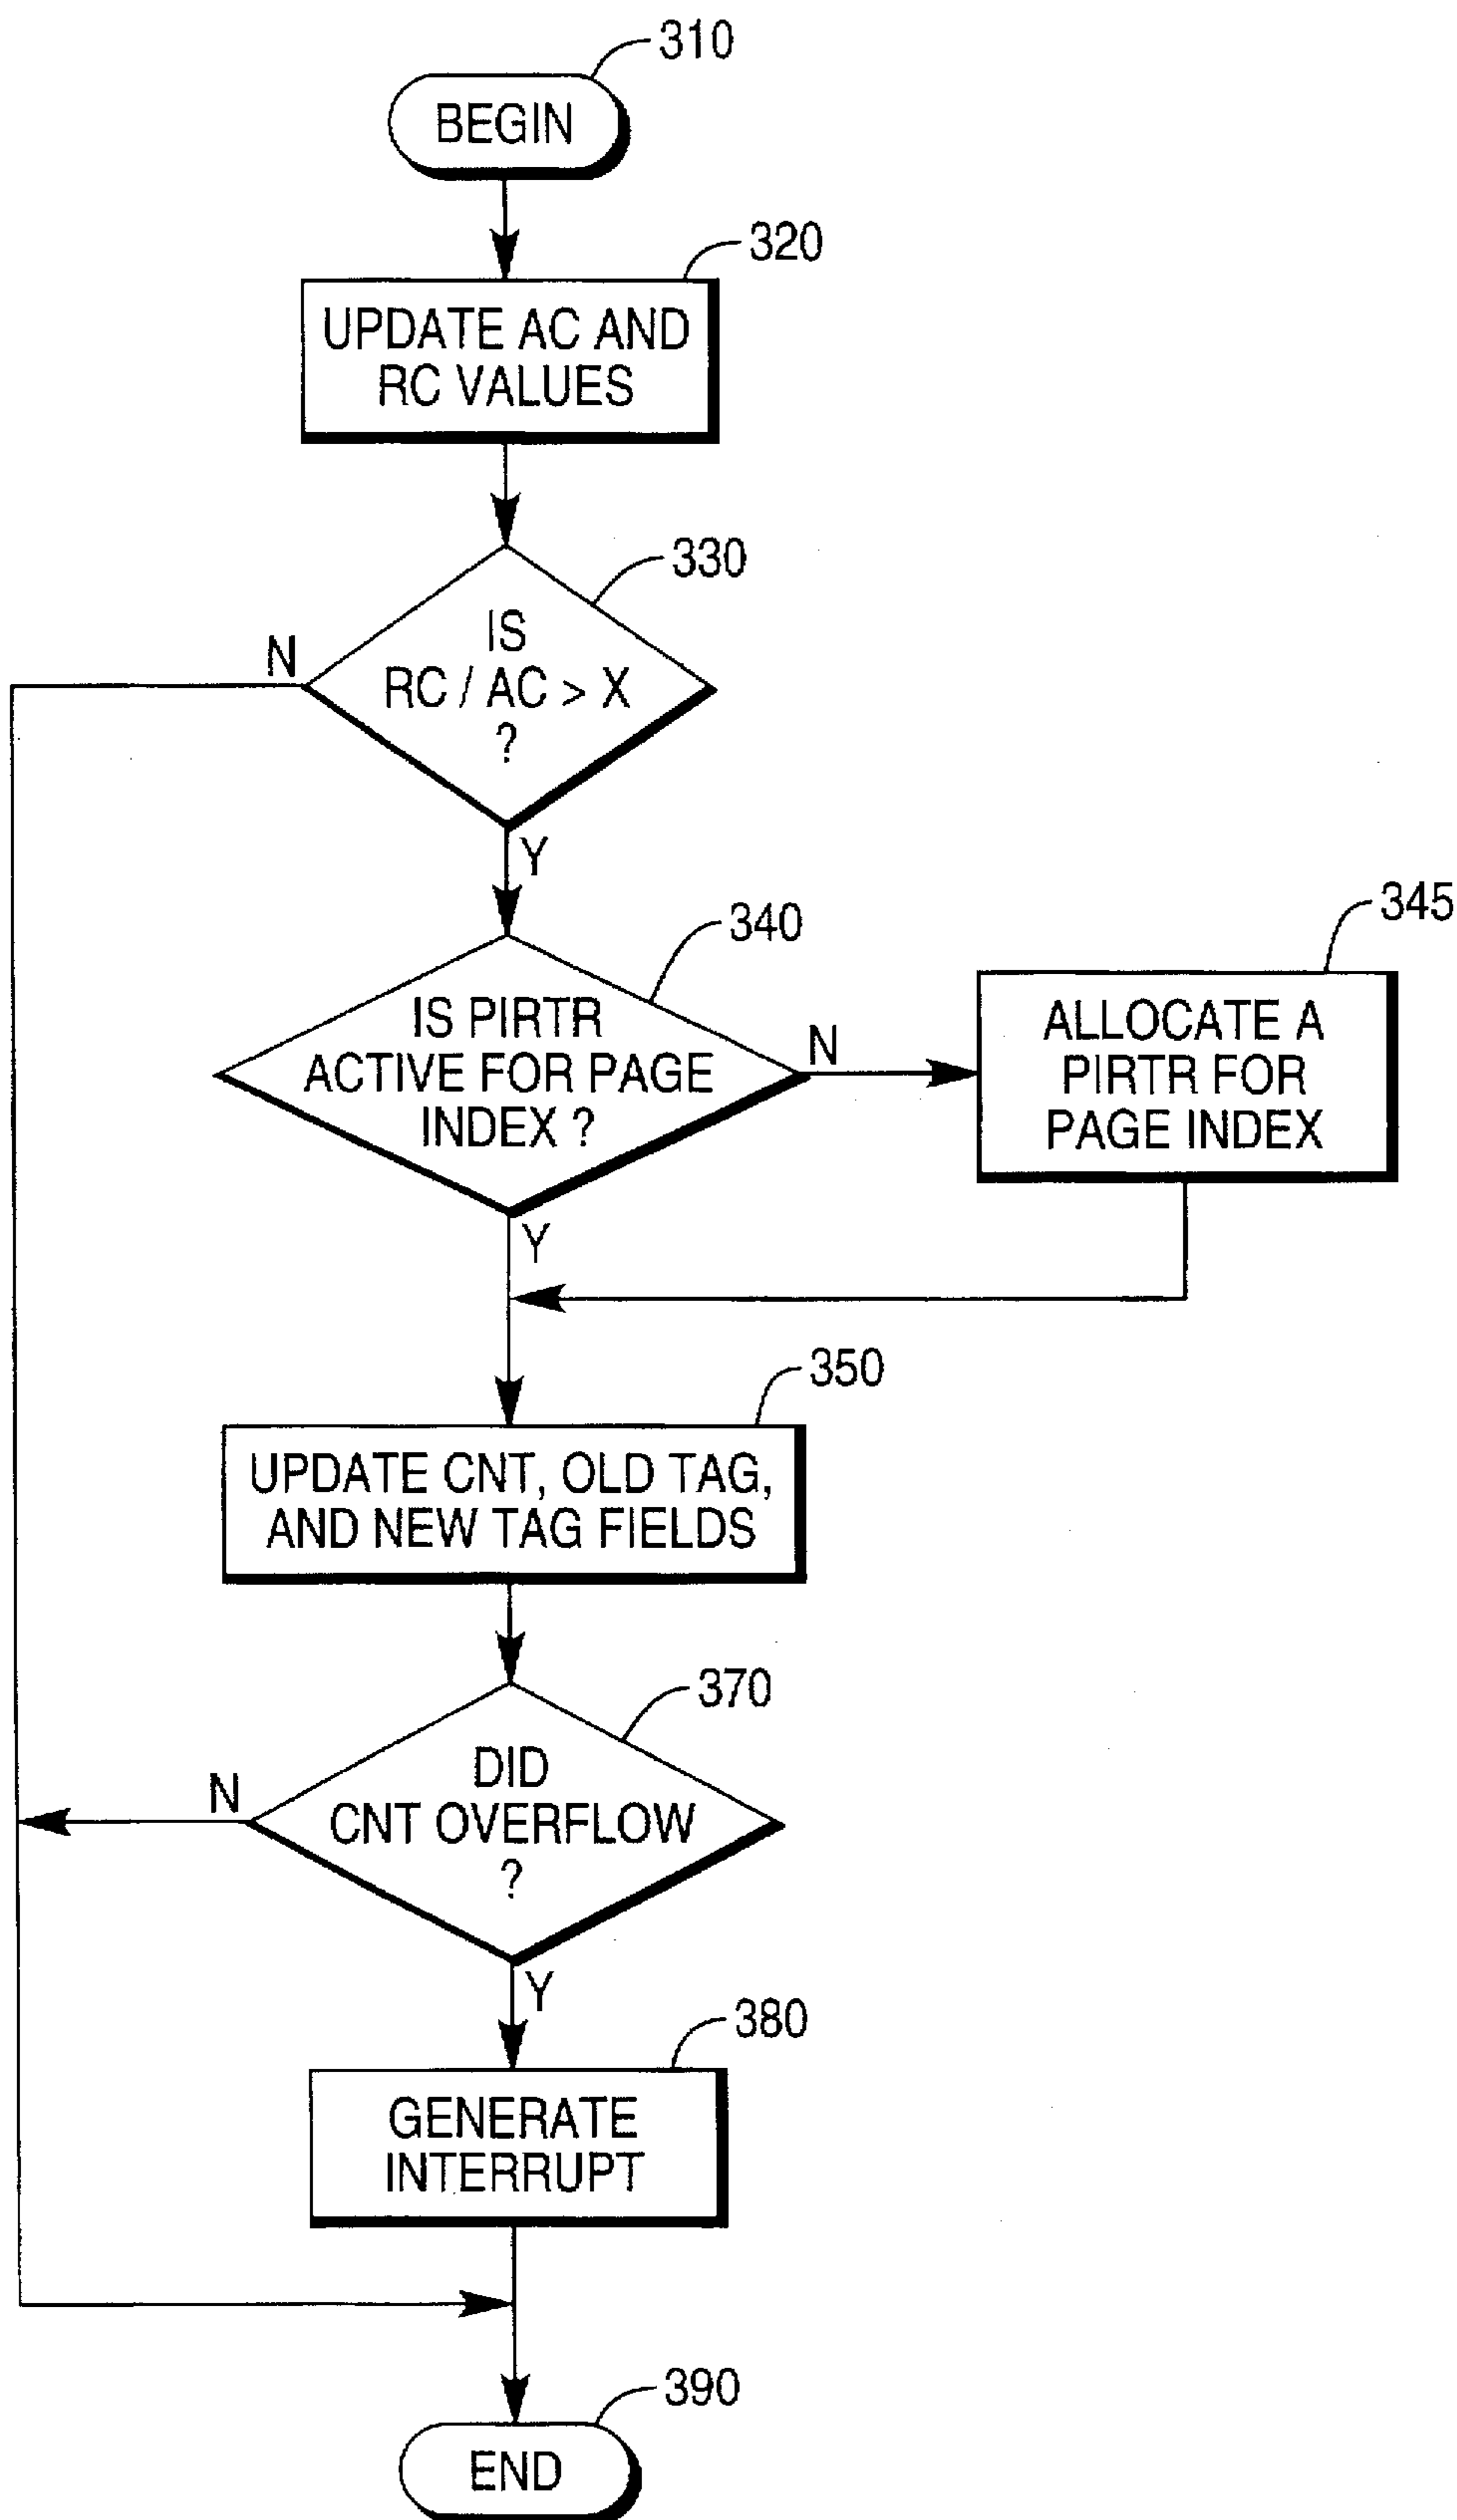 310
BEGIN
320
UPDATE AC AND
RC VALUES
330
IS
RC / AC > X
?
N
Y
340
IS PIRTR
ACTIVE FOR PAGE
INDEX ?
N
345
ALLOCATE A
PIRTR FOR
PAGE INDEX
Y
350
UPDATE CNT, OLD TAG,
AND NEW TAG FIELDS
370
DID
CNT OVERFLOW
?
N
Y
380
GENERATE
INTERRUPT
390
END